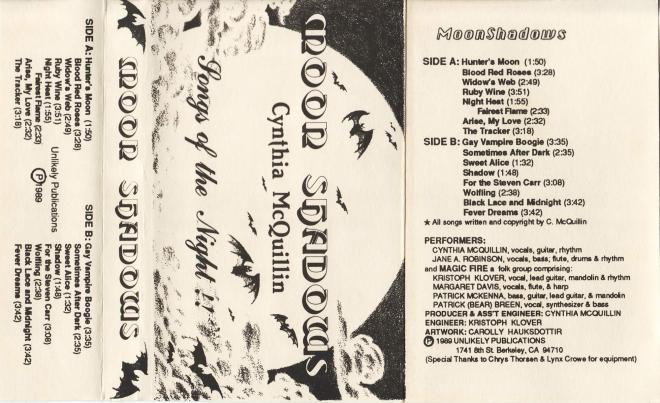 SIDE A: Hunter's Moon (1:50)
Blood Red Roses (3:28)
Widow's Web (2:49)
Ruby Wine (3:51)
Night Heat (1:55)
Fairest Flame (2:33)
Arise, My Love (2:32)
The Tracker (3:18)
Unlikely Publications
Ⓟ1989
SIDE B: Gay Vampire Boogie (3:35)
Sometimes After Dark (2:35)
Sweet Alice (1:32)
Shadow (1:48)
For the Steven Carr (3:08)
Wolfling (2:38)
Black Lace and Midnight (3:42)
Fever Dreams (3:42)
MOON SHADOWS
Songs of the Night...
Cynthia McQuillin
MOON SHADOWS
MoonShadows
SIDE A: Hunter's Moon (1:50)
Blood Red Roses (3:28)
Widow's Web (2:49)
Ruby Wine (3:51)
Night Heat (1:55)
Fairest Flame (2:33)
Arise, My Love (2:32)
The Tracker (3:18)
SIDE B: Gay Vampire Boogie (3:35)
Sometimes After Dark (2:35)
Sweet Alice (1:32)
Shadow (1:48)
For the Steven Carr (3:08)
Wolfling (2:38)
Black Lace and Midnight (3:42)
Fever Dreams (3:42)
★ All songs written and copyright by C. McQuillin
PERFORMERS:
CYNTHIA MCQUILLIN, vocals, guitar, rhythm
JANE A. ROBINSON, vocals, bass, flute, drums & rhythm
and MAGIC FIRE a folk group comprising:
KRISTOPH KLOVER, vocal, lead guitar, mandolin & rhythm
MARGARET DAVIS, vocals, flute, & harp
PATRICK MCKENNA, bass, guitar, lead guitar, & mandolin
PATRICK (BEAR) BREEN, vocal, synthesizer & bass
PRODUCER & ASS'T ENGINEER: CYNTHIA MCQUILLIN
ENGINEER: KRISTOPH KLOVER
ARTWORK: CAROLLY HAUKSDOTTIR
Ⓟ 1989 UNLIKELY PUBLICATIONS
1741 8th St. Berkeley, CA 94710
(Special Thanks to Chrys Thorsen & Lynx Crowe for equipment)